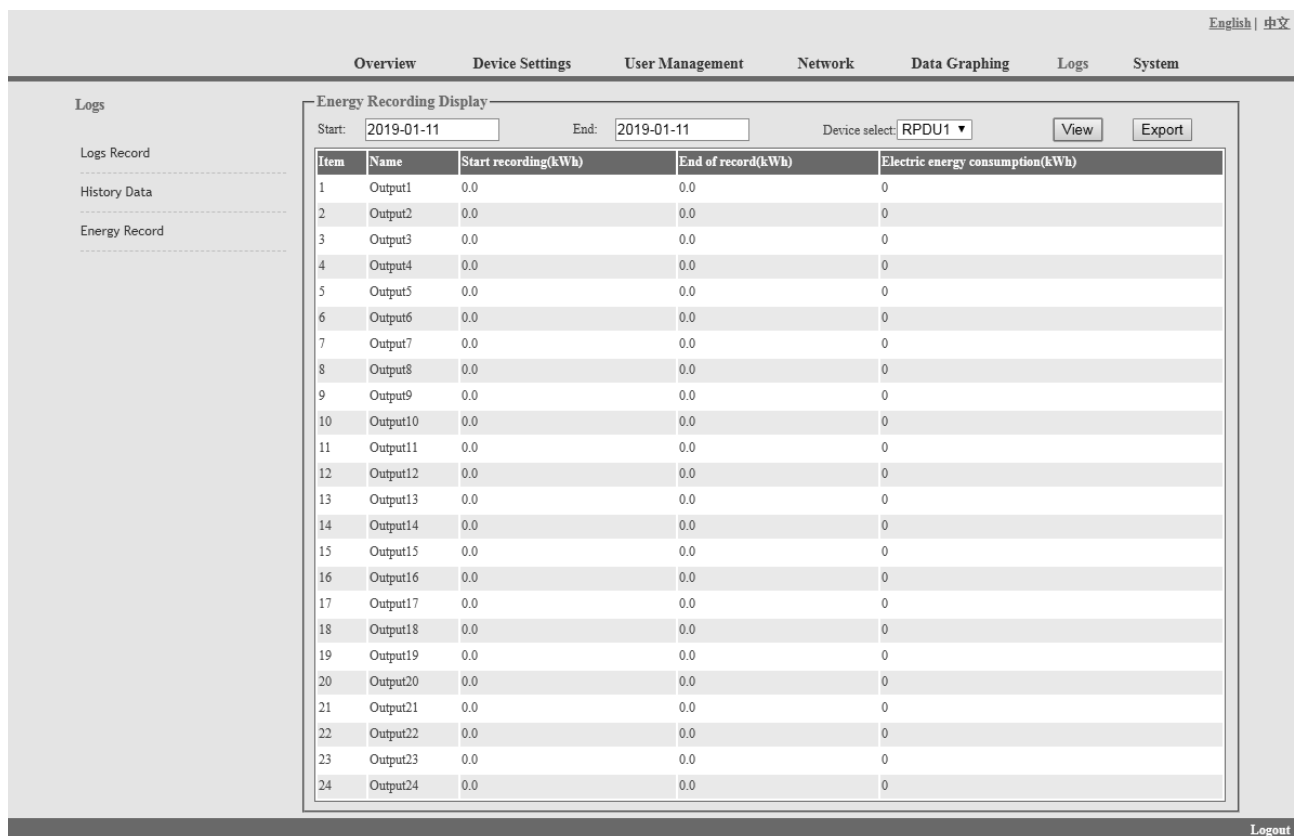 English | 中文
Overview Device Settings User Management Network Data Graphing Logs System
Logs
Logs Record
History Data
Energy Record
Energy Recording Display
Start: 2019-01-11 End: 2019-01-11 Device select: RPDU1 ▼ View Export
Item Name Start recording(kWh) End of record(kWh) Electric energy consumption(kWh)
1 Output1 0.0 0.0 0
2 Output2 0.0 0.0 0
3 Output3 0.0 0.0 0
4 Output4 0.0 0.0 0
5 Output5 0.0 0.0 0
6 Output6 0.0 0.0 0
7 Output7 0.0 0.0 0
8 Output8 0.0 0.0 0
9 Output9 0.0 0.0 0
10 Output10 0.0 0.0 0
11 Output11 0.0 0.0 0
12 Output12 0.0 0.0 0
13 Output13 0.0 0.0 0
14 Output14 0.0 0.0 0
15 Output15 0.0 0.0 0
16 Output16 0.0 0.0 0
17 Output17 0.0 0.0 0
18 Output18 0.0 0.0 0
19 Output19 0.0 0.0 0
20 Output20 0.0 0.0 0
21 Output21 0.0 0.0 0
22 Output22 0.0 0.0 0
23 Output23 0.0 0.0 0
24 Output24 0.0 0.0 0
Logout